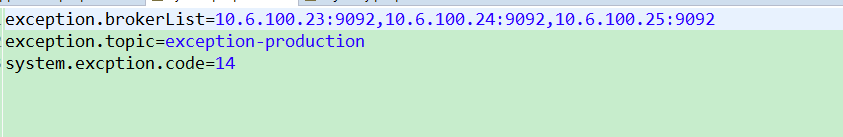 exception.brokerList=10.6.100.23:9092,10.6.100.24:9092,10.6.100.25:9092
exception.topic=exception-production
system.excption.code=14